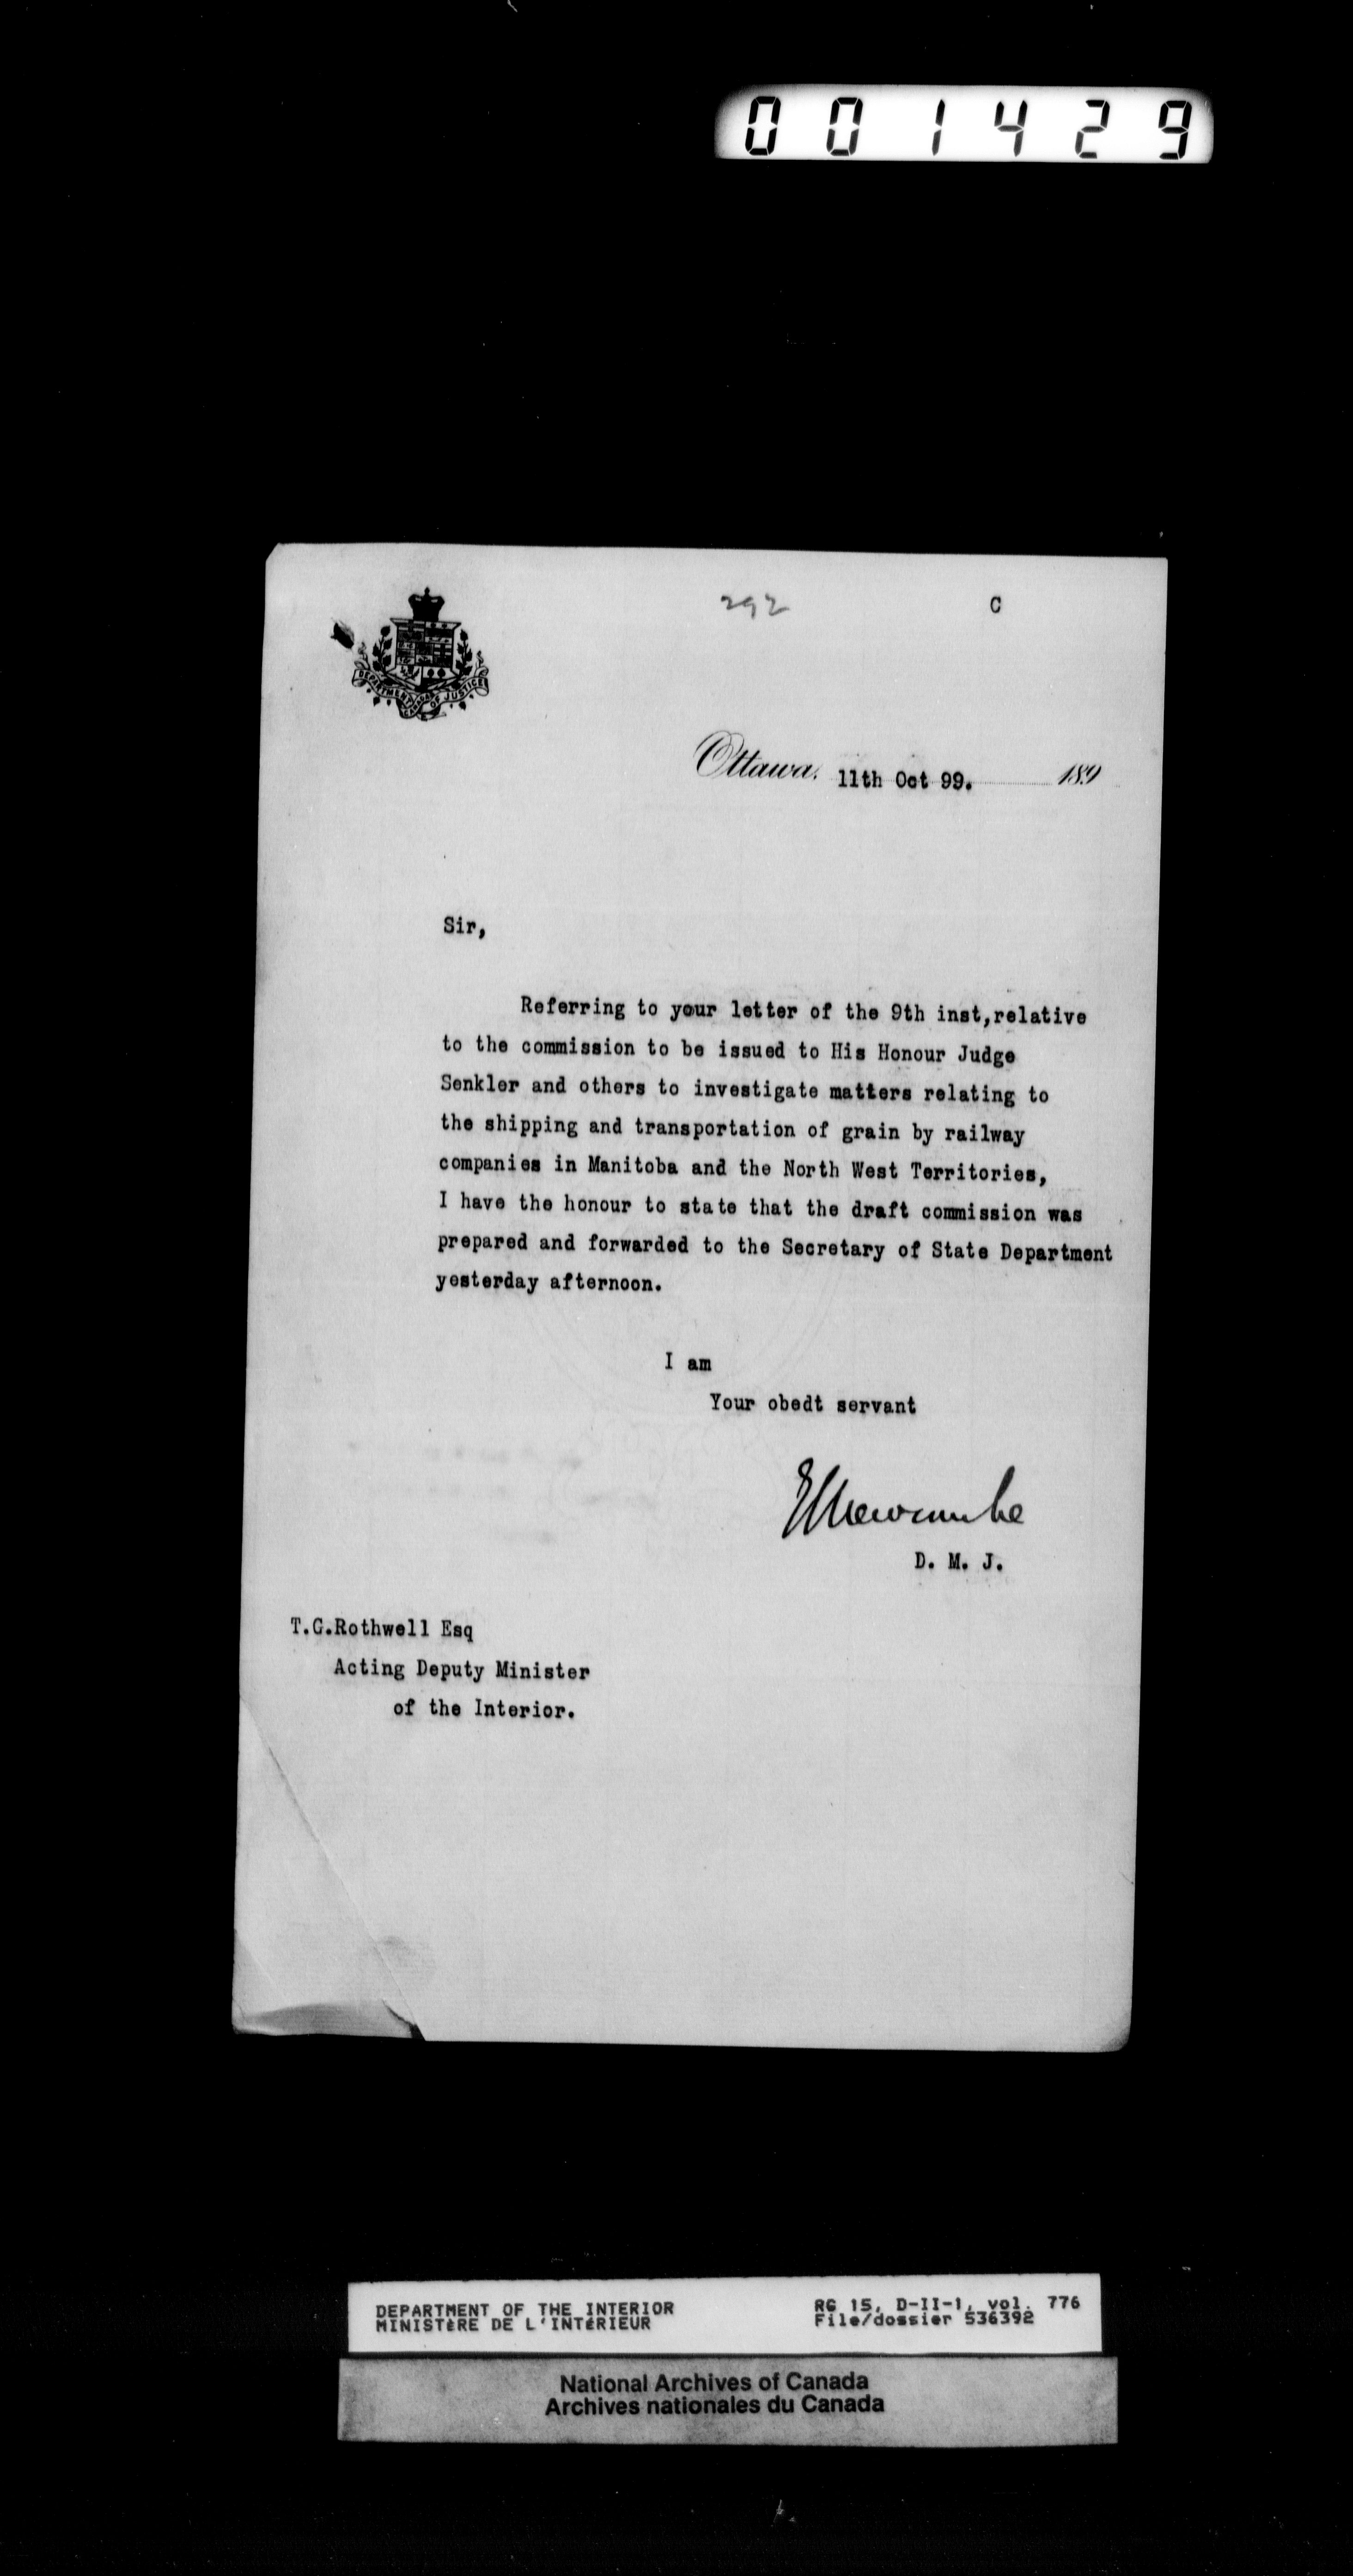 001429
292 C
DEPARTMENT OF JUSTICE
CANADA
Ottawa. 11th Oct 99. 189
Sir,
Referring to your letter of the 9th inst,relative
to the commission to be issued to His Honour Judge
Senkler and others to investigate matters relating to
the shipping and transportation of grain by railway
companies in Manitoba and the North West Territories,
I have the honour to state that the draft commission was
prepared and forwarded to the Secretary of State Department
yesterday afternoon.
I am
Your obedt servant
ELNewcombe
D. M. J.
T.G.Rothwell Esq
Acting Deputy Minister
of the Interior.
DEPARTMENT OF THE INTERIOR RG 15, D-II-1, vol. 776
MINISTÈRE DE L'INTÉRIEUR File/dossier 536392
National Archives of Canada
Archives nationales du Canada